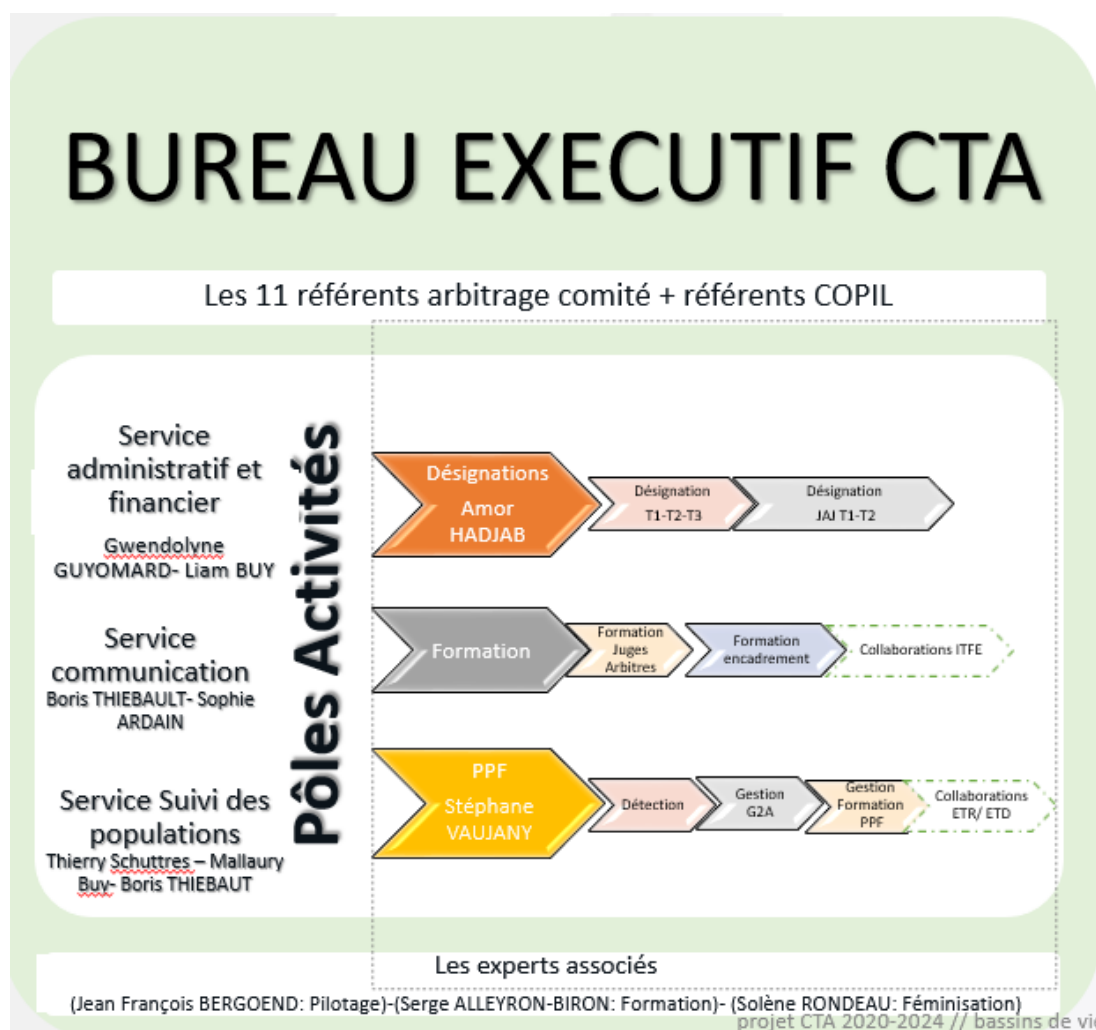 BUREAU EXECUTIF CTA
Les 11 référents arbitrage comité + référents COPIL
Service
administratif et
financier
Gwendolyne
GUYOMARD- Liam BUY
Service
communication
Boris THIEBAULT- Sophie
ARDAIN
Service Suivi des
populations
Thierry Schuttres – Mallaury
Buy- Boris THIEBAUT
Pôles Activités
Désignations
Amor
HADJAB
Désignation
T1-T2-T3
Désignation
JAJ T1-T2
Formation
Formation
Juges
Arbitres
Formation
encadrement
Collaborations ITFE
PPF
Stéphane
VAUJANY
Détection
Gestion
G2A
Gestion
Formation
PPF
Collaborations
ETR/ ETD
Les experts associés
(Jean François BERGOEND: Pilotage)-(Serge ALLEYRON-BIRON: Formation)- (Solène RONDEAU: Féminisation)
projet CTA 2020-2024 // bassins de vie